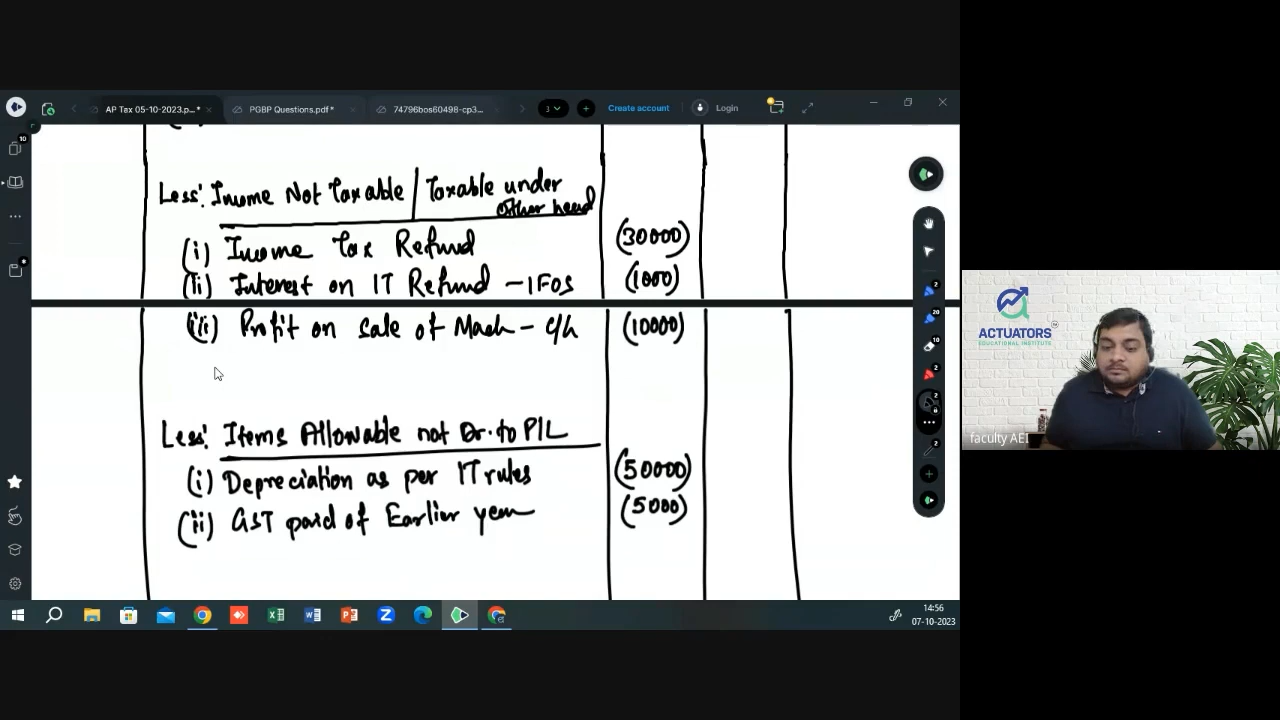 AP Tax 05-10-2023.p... *
PGBP Questions.pdf*
74796bos60498-cp3...
3
Create account
Login
Less: Income Not Taxable | Taxable under
other head
(i) Income Tax Refund (30000)
(ii) Interest on IT Refund - IFOS (1000)
(iii) Profit on sale of Mach - C/h (10000)
Less: Items Allowable not Dr. to P/L
(i) Depreciation as per IT rules (50000)
(ii) GST paid of Earlier year (5000)
ACTUATORS
EDUCATIONAL INSTITUTE
faculty AEI
14:56
07-10-2023